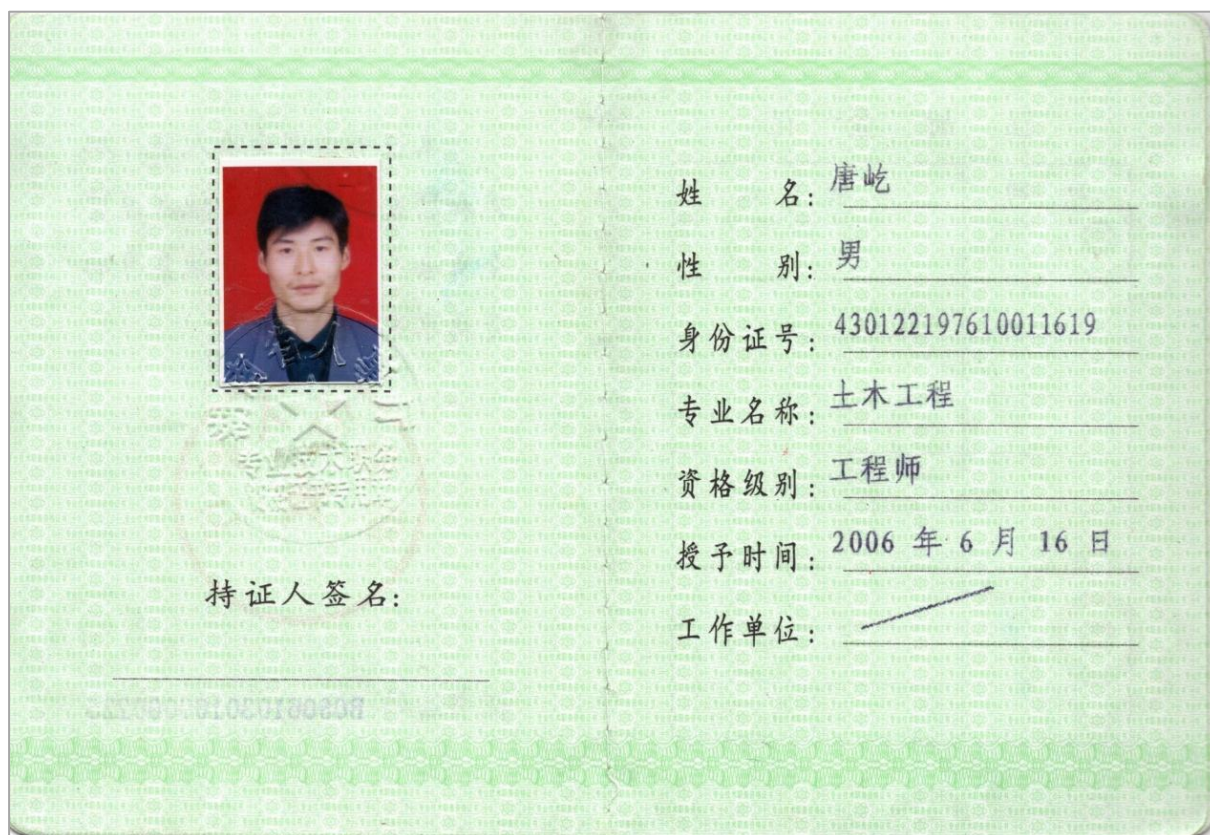 持证人签名：
姓 名：唐屹
性 别：男
身份证号：430122197610011619
专业名称：土木工程
资格级别：工程师
授予时间：2006 年 6 月 16 日
工作单位：